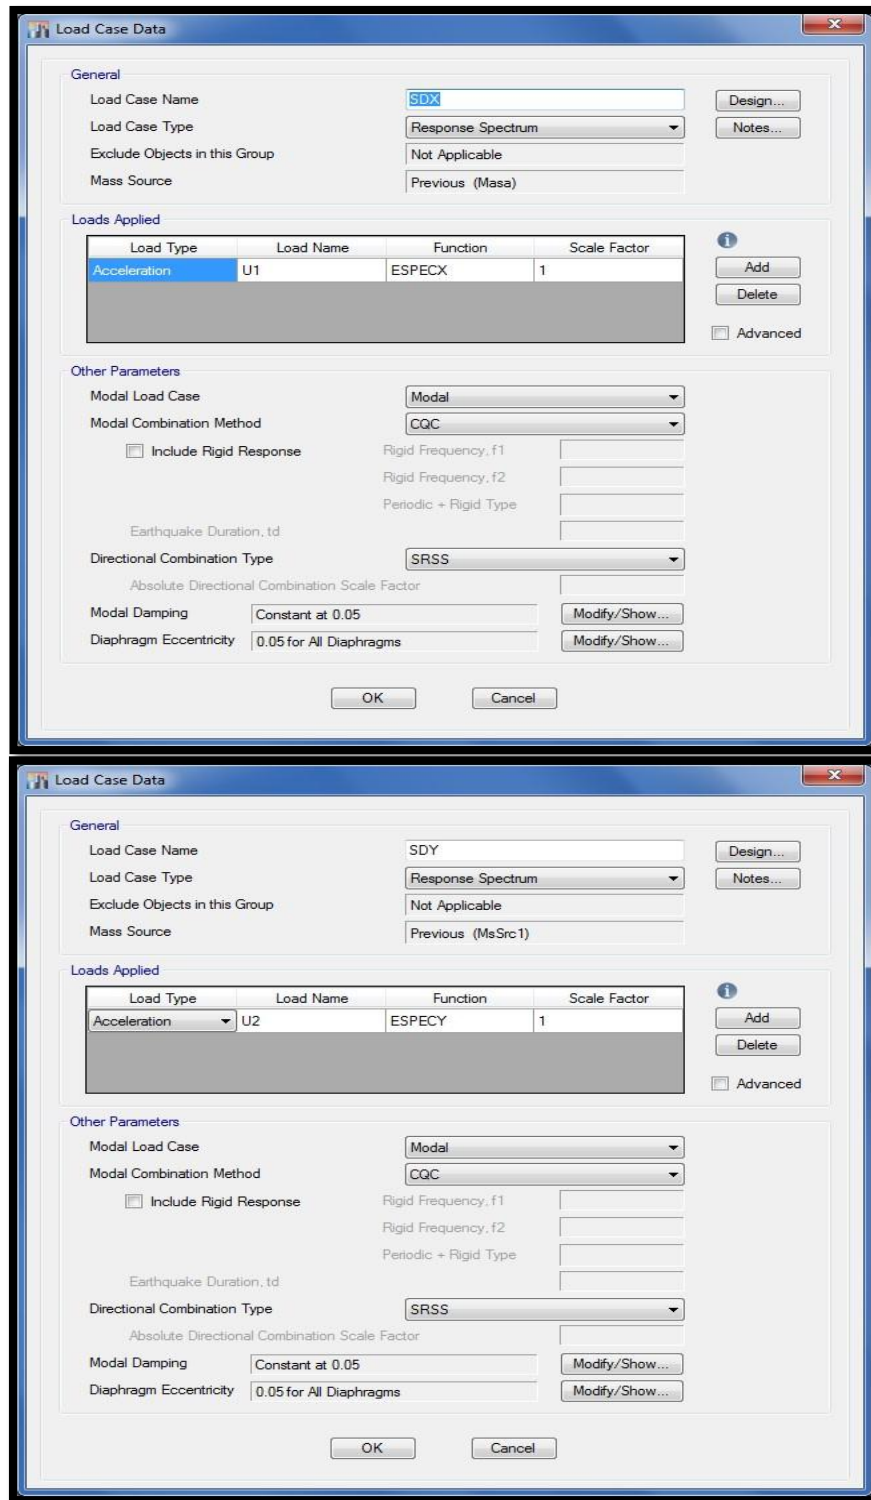 Load Case Data
General
Load Case Name SDX Design...
Load Case Type Response Spectrum Notes...
Exclude Objects in this Group Not Applicable
Mass Source Previous (Masa)
Loads Applied
Load Type Load Name Function Scale Factor
Acceleration U1 ESPECX 1 Add
Delete
Advanced
Other Parameters
Modal Load Case Modal
Modal Combination Method CQC
Include Rigid Response Rigid Frequency, f1
Rigid Frequency, f2
Periodic + Rigid Type
Earthquake Duration, td
Directional Combination Type SRSS
Absolute Directional Combination Scale Factor
Modal Damping Constant at 0.05 Modify/Show...
Diaphragm Eccentricity 0.05 for All Diaphragms Modify/Show...
OK Cancel
Load Case Data
General
Load Case Name SDY Design...
Load Case Type Response Spectrum Notes...
Exclude Objects in this Group Not Applicable
Mass Source Previous (MsSrc1)
Loads Applied
Load Type Load Name Function Scale Factor
Acceleration U2 ESPECY 1 Add
Delete
Advanced
Other Parameters
Modal Load Case Modal
Modal Combination Method CQC
Include Rigid Response Rigid Frequency, f1
Rigid Frequency, f2
Periodic + Rigid Type
Earthquake Duration, td
Directional Combination Type SRSS
Absolute Directional Combination Scale Factor
Modal Damping Constant at 0.05 Modify/Show...
Diaphragm Eccentricity 0.05 for All Diaphragms Modify/Show...
OK Cancel